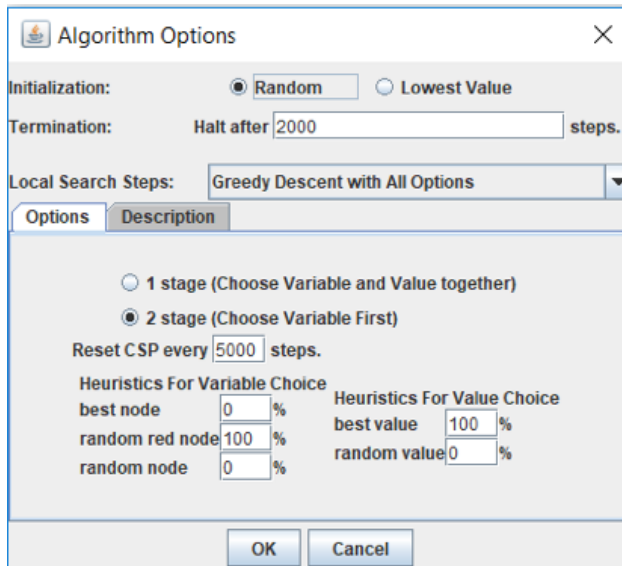 Algorithm Options
Initialization: Random Lowest Value
Termination: Halt after 2000 steps.
Local Search Steps: Greedy Descent with All Options
Options Description
1 stage (Choose Variable and Value together)
2 stage (Choose Variable First)
Reset CSP every 5000 steps.
Heuristics For Variable Choice
best node 0 %
random red node 100 %
random node 0 %
Heuristics For Value Choice
best value 100 %
random value 0 %
OK Cancel